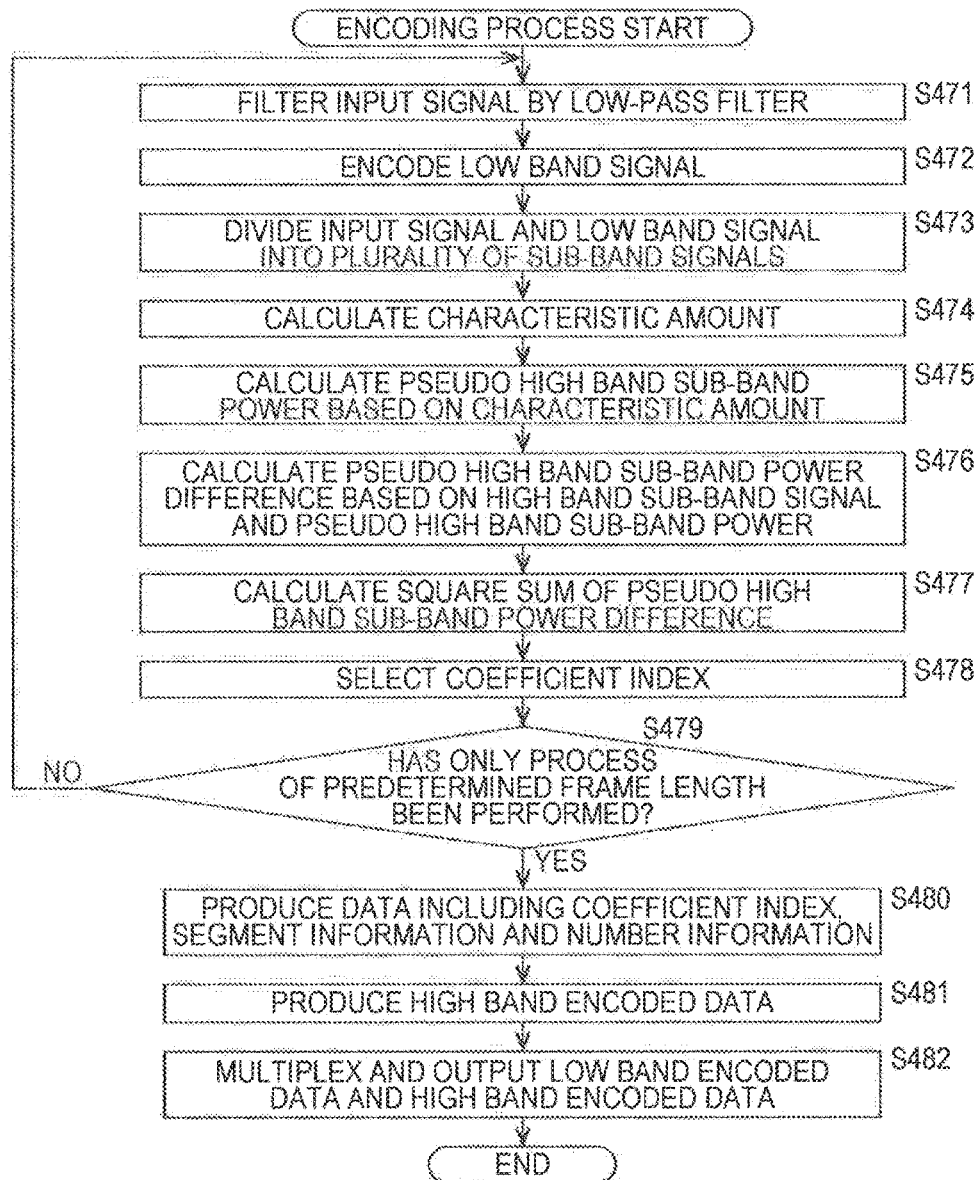 ENCODING PROCESS START
FILTER INPUT SIGNAL BY LOW-PASS FILTER
S471
ENCODE LOW BAND SIGNAL
S472
DIVIDE INPUT SIGNAL AND LOW BAND SIGNAL
INTO PLURALITY OF SUB-BAND SIGNALS
S473
CALCULATE CHARACTERISTIC AMOUNT
S474
CALCULATE PSEUDO HIGH BAND SUB-BAND
POWER BASED ON CHARACTERISTIC AMOUNT
S475
CALCULATE PSEUDO HIGH BAND SUB-BAND POWER
DIFFERENCE BASED ON HIGH BAND SUB-BAND SIGNAL
AND PSEUDO HIGH BAND SUB-BAND POWER
S476
CALCULATE SQUARE SUM OF PSEUDO HIGH
BAND SUB-BAND POWER DIFFERENCE
S477
SELECT COEFFICIENT INDEX
S478
S479
HAS ONLY PROCESS
OF PREDETERMINED FRAME LENGTH
BEEN PERFORMED?
NO
YES
PRODUCE DATA INCLUDING COEFFICIENT INDEX,
SEGMENT INFORMATION AND NUMBER INFORMATION
S480
PRODUCE HIGH BAND ENCODED DATA
S481
MULTIPLEX AND OUTPUT LOW BAND ENCODED
DATA AND HIGH BAND ENCODED DATA
S482
END